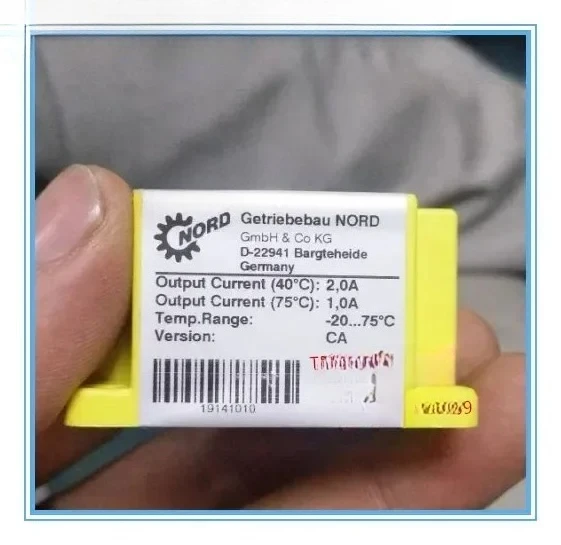 NORD
Getriebebau NORD
GmbH & Co KG
D-22941 Bargteheide
Germany
Output Current (40°C): 2,0A
Output Current (75°C): 1,0A
Temp.Range: -20...75°C
Version: CA
19141010